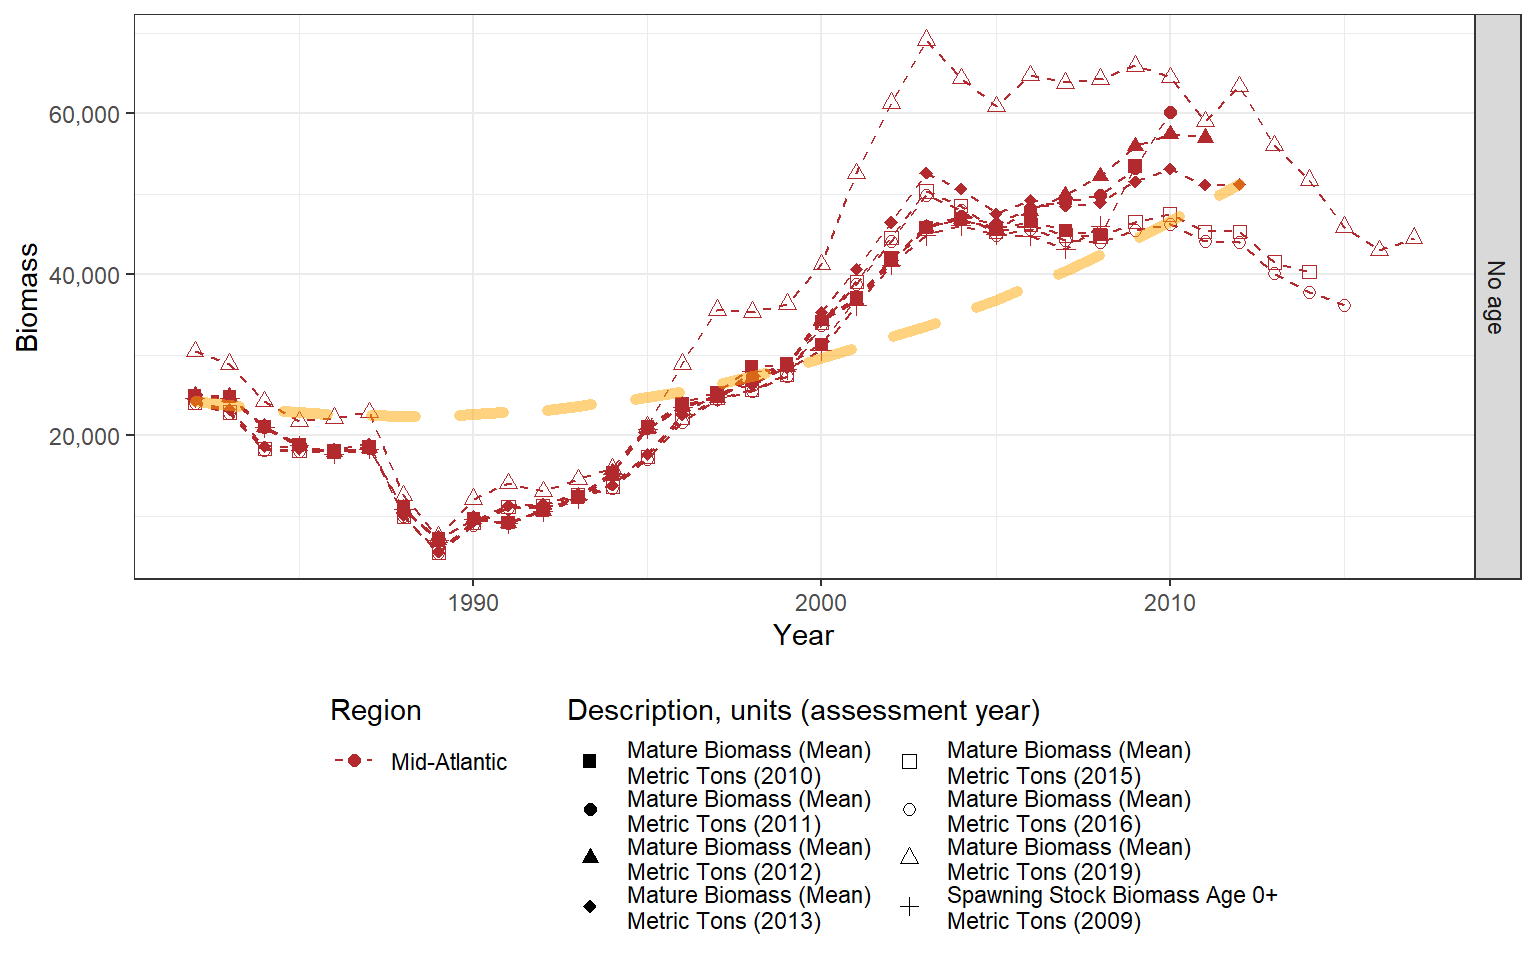 60,000
40,000
20,000
Biomass
No age
1990
2000
2010
Year
Region
Mid-Atlantic
Description, units (assessment year)
Mature Biomass (Mean)
Metric Tons (2010)
Mature Biomass (Mean)
Metric Tons (2011)
Mature Biomass (Mean)
Metric Tons (2012)
Mature Biomass (Mean)
Metric Tons (2013)
Mature Biomass (Mean)
Metric Tons (2015)
Mature Biomass (Mean)
Metric Tons (2016)
Mature Biomass (Mean)
Metric Tons (2019)
Spawning Stock Biomass Age 0+
Metric Tons (2009)